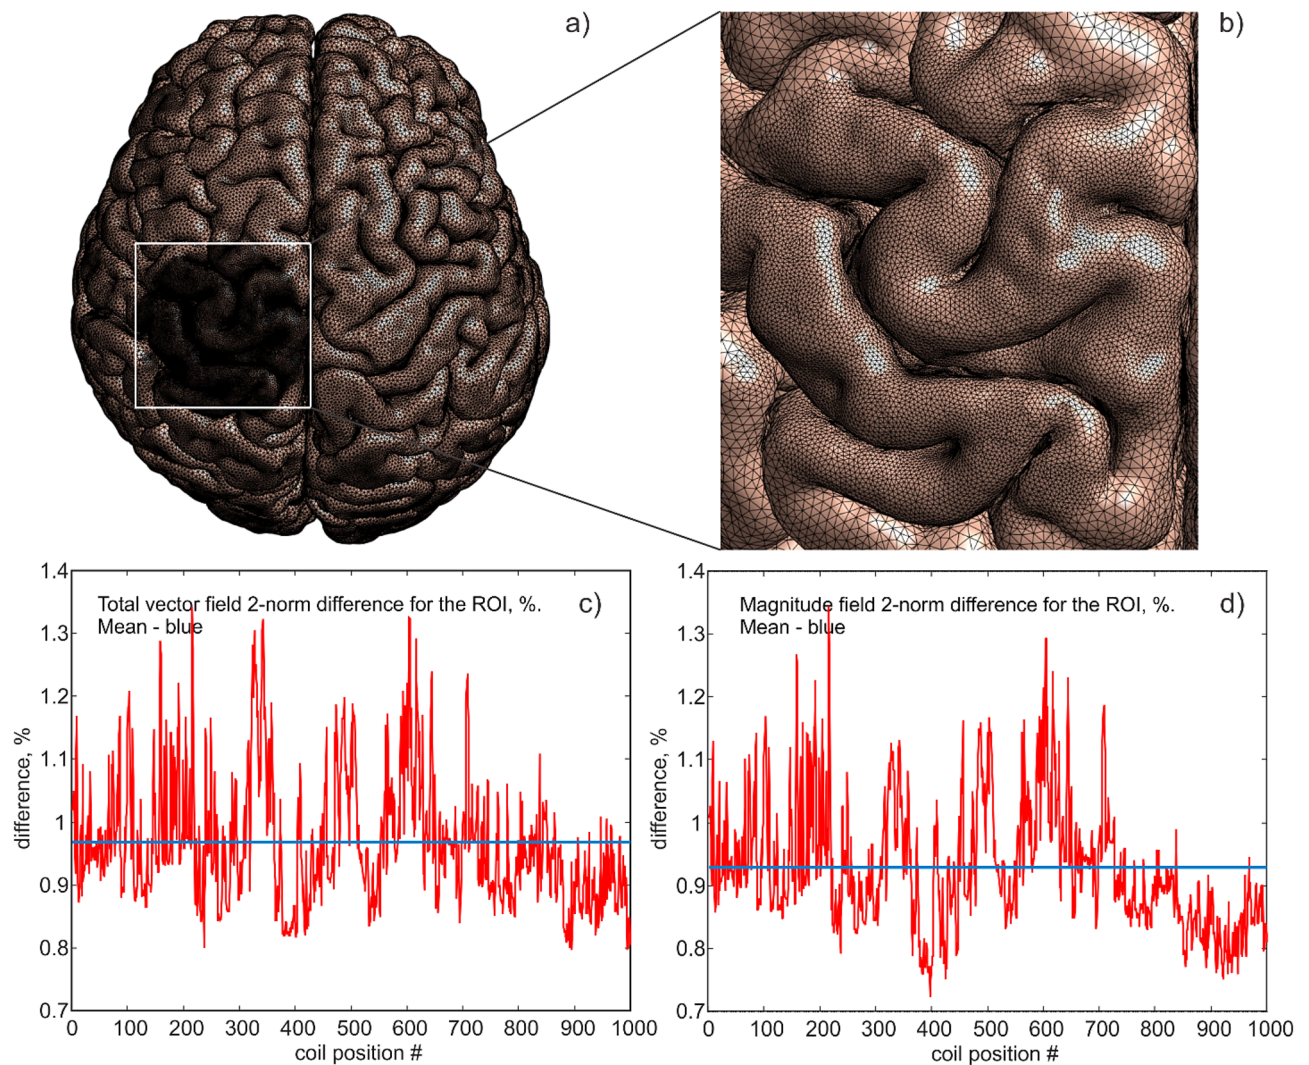 a)
b)
Total vector field 2-norm difference for the ROI, %.
Mean - blue
c)
1.4
1.3
1.2
1.1
1
0.9
0.8
0.7
difference, %
0 100 200 300 400 500 600 700 800 900 1000
coil position #
Magnitude field 2-norm difference for the ROI, %.
Mean - blue
d)
1.4
1.3
1.2
1.1
1
0.9
0.8
0.7
difference, %
0 100 200 300 400 500 600 700 800 900 1000
coil position #